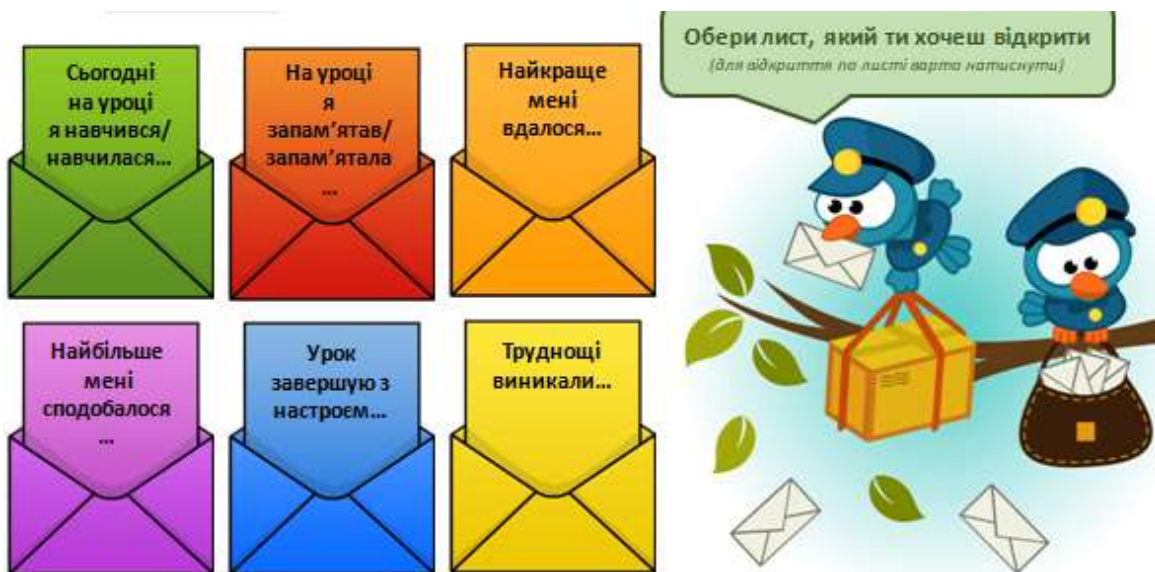 Сьогодні
на уроці
я навчився/
навчилася…
На уроці
я
запам’ятав/
запам’ятала
…
Найкраще
мені
вдалося…
Обери лист, який ти хочеш відкрити
(для відкриття по листі варто натиснути)
Найбільше
мені
сподобалося
…
Урок
завершую з
настроєм…
Труднощі
виникали…